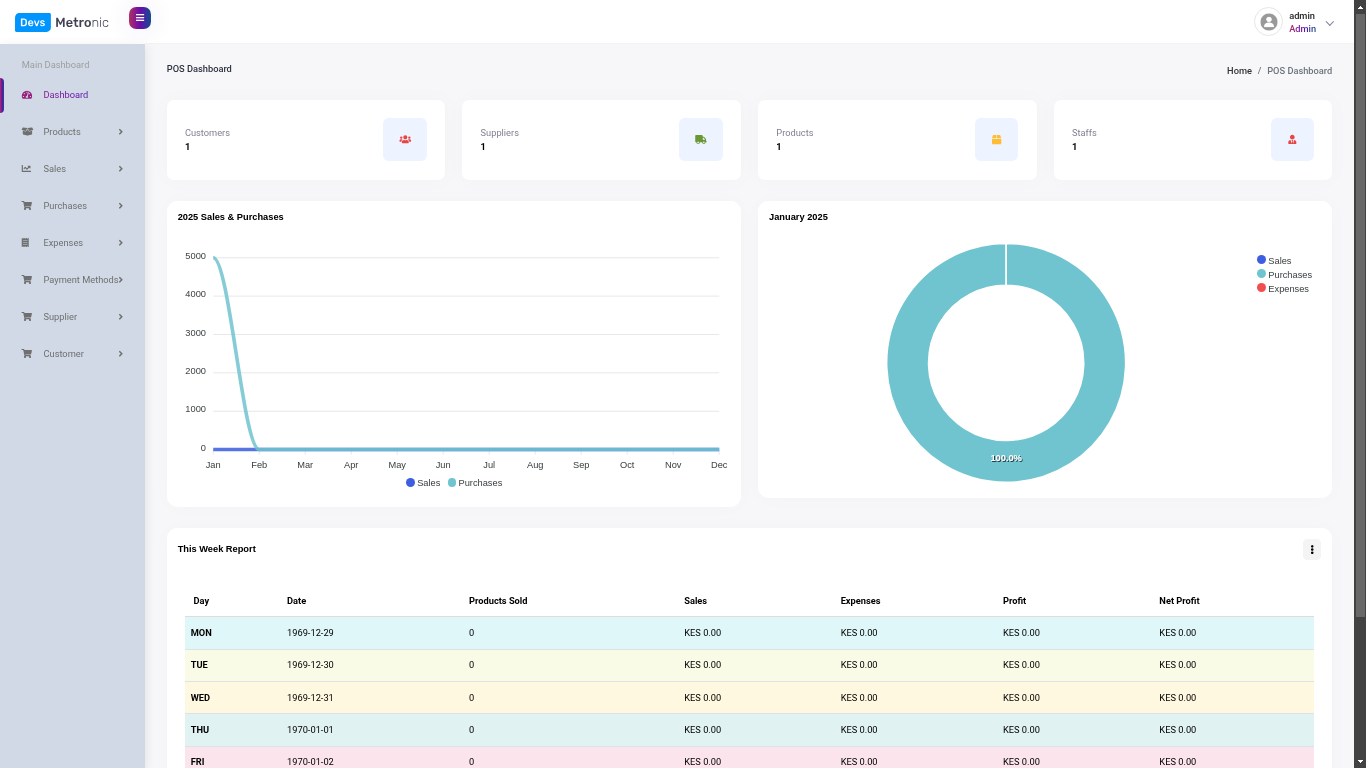 Devs Metronic
admin
Admin
Main Dashboard
Dashboard
Products
Sales
Purchases
Expenses
Payment Methods
Supplier
Customer
POS Dashboard
Home / POS Dashboard
Customers
1
Suppliers
1
Products
1
Staffs
1
2025 Sales & Purchases
5000
4000
3000
2000
1000
0
Jan Feb Mar Apr May Jun Jul Aug Sep Oct Nov Dec
Sales Purchases
January 2025
Sales
Purchases
Expenses
100.0%
This Week Report
Day Date Products Sold Sales Expenses Profit Net Profit
MON 1969-12-29 0 KES 0.00 KES 0.00 KES 0.00 KES 0.00
TUE 1969-12-30 0 KES 0.00 KES 0.00 KES 0.00 KES 0.00
WED 1969-12-31 0 KES 0.00 KES 0.00 KES 0.00 KES 0.00
THU 1970-01-01 0 KES 0.00 KES 0.00 KES 0.00 KES 0.00
FRI 1970-01-02 0 KES 0.00 KES 0.00 KES 0.00 KES 0.00